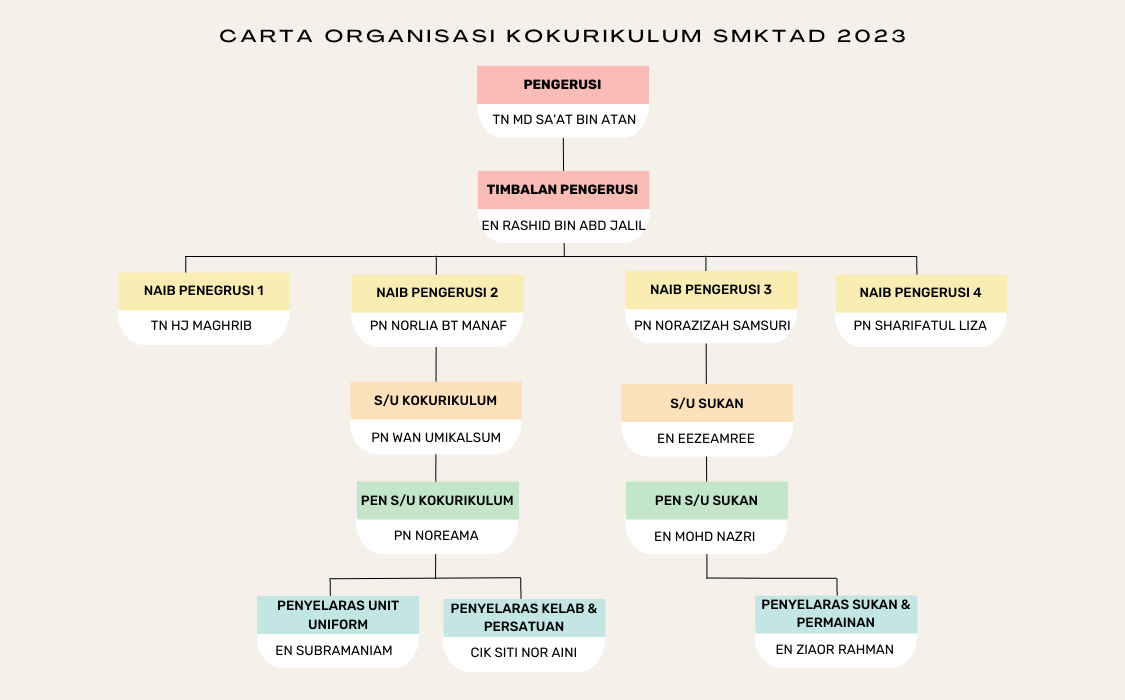 CARTA ORGANISASI KOKURIKULUM SMKTAD 2023
PENGERUSI
TN MD SA'AT BIN ATAN
TIMBALAN PENGERUSI
EN RASHID BIN ABD JALIL
NAIB PENEGRUSI 1
TN HJ MAGHRIB
NAIB PENGERUSI 2
PN NORLIA BT MANAF
NAIB PENGERUSI 3
PN NORAZIZAH SAMSURI
NAIB PENGERUSI 4
PN SHARIFATUL LIZA
S/U KOKURIKULUM
PN WAN UMIKALSUM
S/U SUKAN
EN EEZEAMREE
PEN S/U KOKURIKULUM
PN NOREAMA
PEN S/U SUKAN
EN MOHD NAZRI
PENYELARAS UNIT
UNIFORM
EN SUBRAMANIAM
PENYELARAS KELAB &
PERSATUAN
CIK SITI NOR AINI
PENYELARAS SUKAN &
PERMAINAN
EN ZIAOR RAHMAN